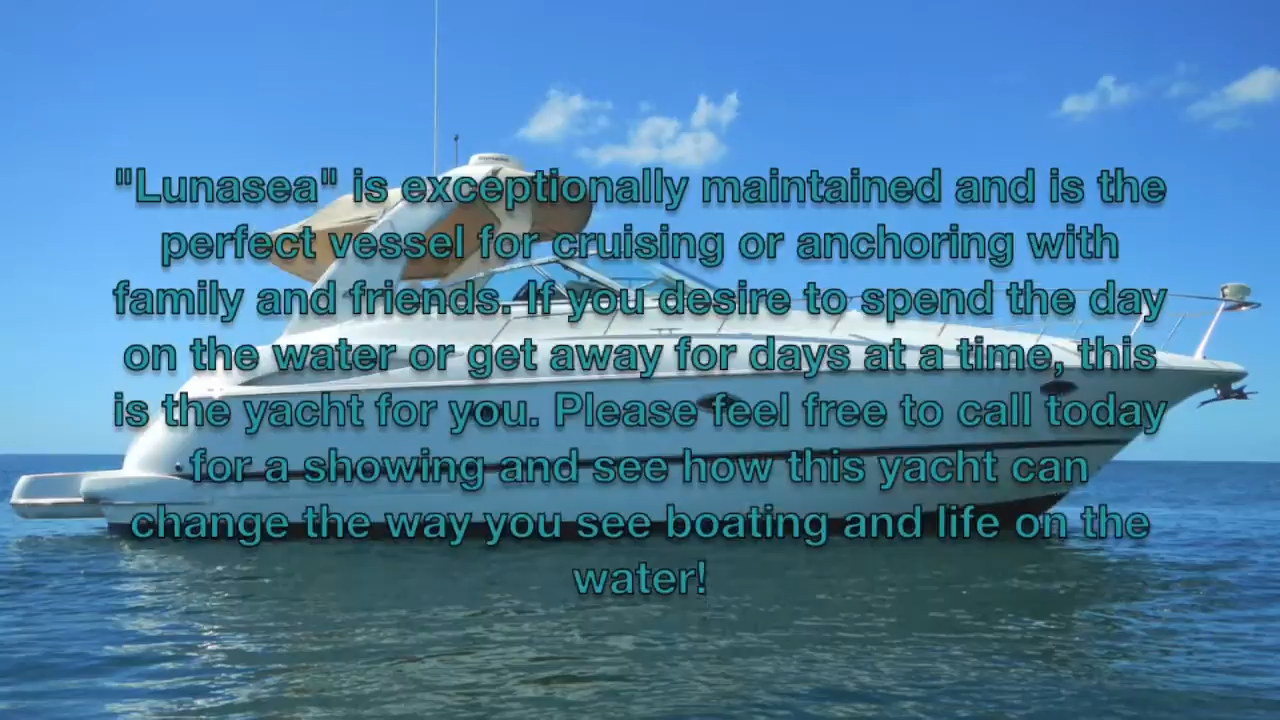 "Lunasea" is exceptionally maintained and is the
perfect vessel for cruising or anchoring with
family and friends. If you desire to spend the day
on the water or get away for days at a time, this
is the yacht for you. Please feel free to call today
for a showing and see how this yacht can
change the way you see boating and life on the
water!